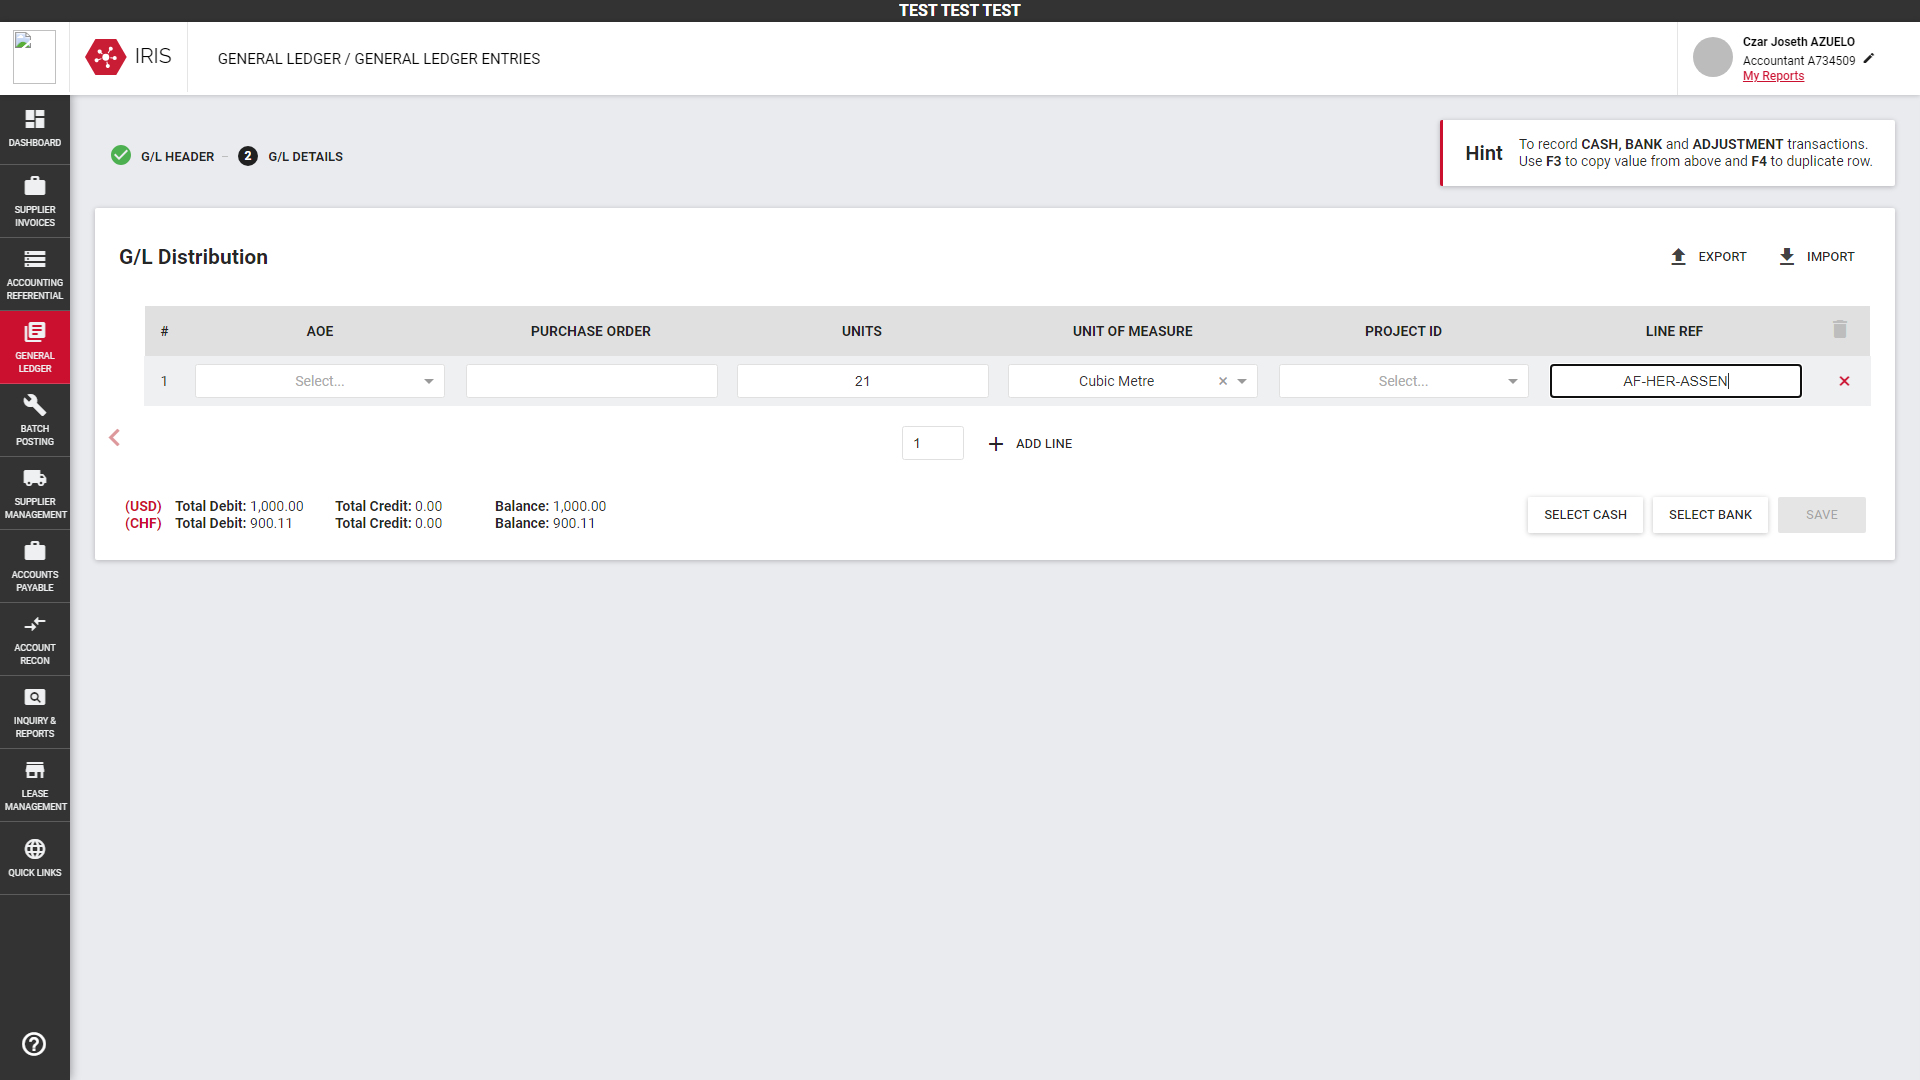 TEST TEST TEST
IRIS
GENERAL LEDGER / GENERAL LEDGER ENTRIES
Czar Joseth AZUELO
Accountant A734509
My Reports
DASHBOARD
SUPPLIER
INVOICES
ACCOUNTING
REFERENTIAL
GENERAL
LEDGER
BATCH
POSTING
SUPPLIER
MANAGEMENT
ACCOUNTS
PAYABLE
ACCOUNT
RECON
INQUIRY &
REPORTS
LEASE
MANAGEMENT
QUICK LINKS
G/L HEADER – 2 G/L DETAILS
Hint
To record CASH, BANK and ADJUSTMENT transactions.
Use F3 to copy value from above and F4 to duplicate row.
G/L Distribution
EXPORT
IMPORT
# AOE PURCHASE ORDER UNITS UNIT OF MEASURE PROJECT ID LINE REF
1 Select... 21 Cubic Metre × Select... AF-HER-ASSEN
1 + ADD LINE
(USD) Total Debit: 1,000.00 Total Credit: 0.00 Balance: 1,000.00
(CHF) Total Debit: 900.11 Total Credit: 0.00 Balance: 900.11
SELECT CASH
SELECT BANK
SAVE